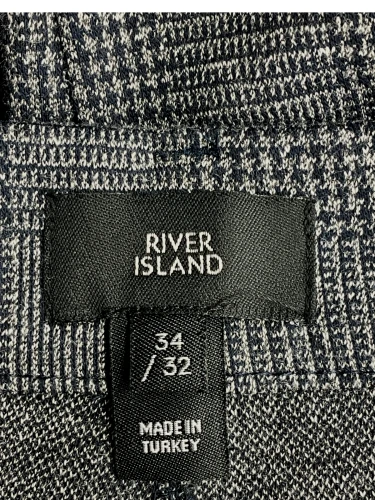 RIVER
ISLAND
34
/ 32
MADE IN
TURKEY